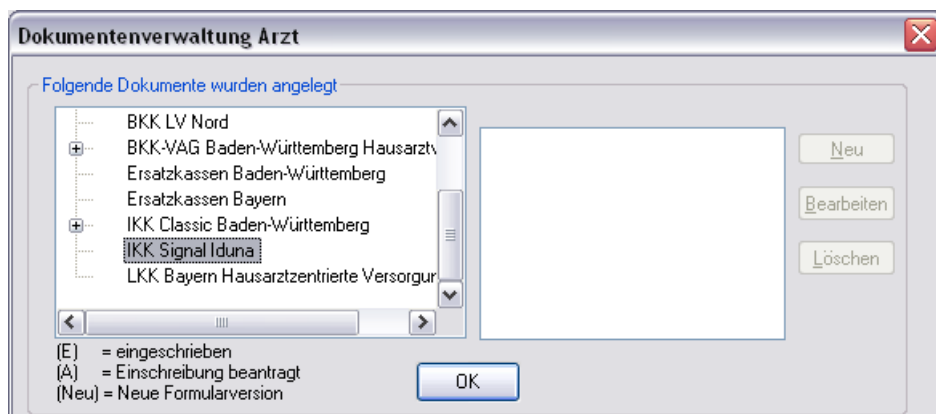 Dokumentenverwaltung Arzt
Folgende Dokumente wurden angelegt
BKK LV Nord
BKK-VAG Baden-Württemberg Hausarztv
Ersatzkassen Baden-Württemberg
Ersatzkassen Bayern
IKK Classic Baden-Württemberg
IKK Signal Iduna
LKK Bayern Hausarztzentrierte Versorgur
Neu
Bearbeiten
Löschen
(E) = eingeschrieben
(A) = Einschreibung beantragt
(Neu) = Neue Formularversion
OK